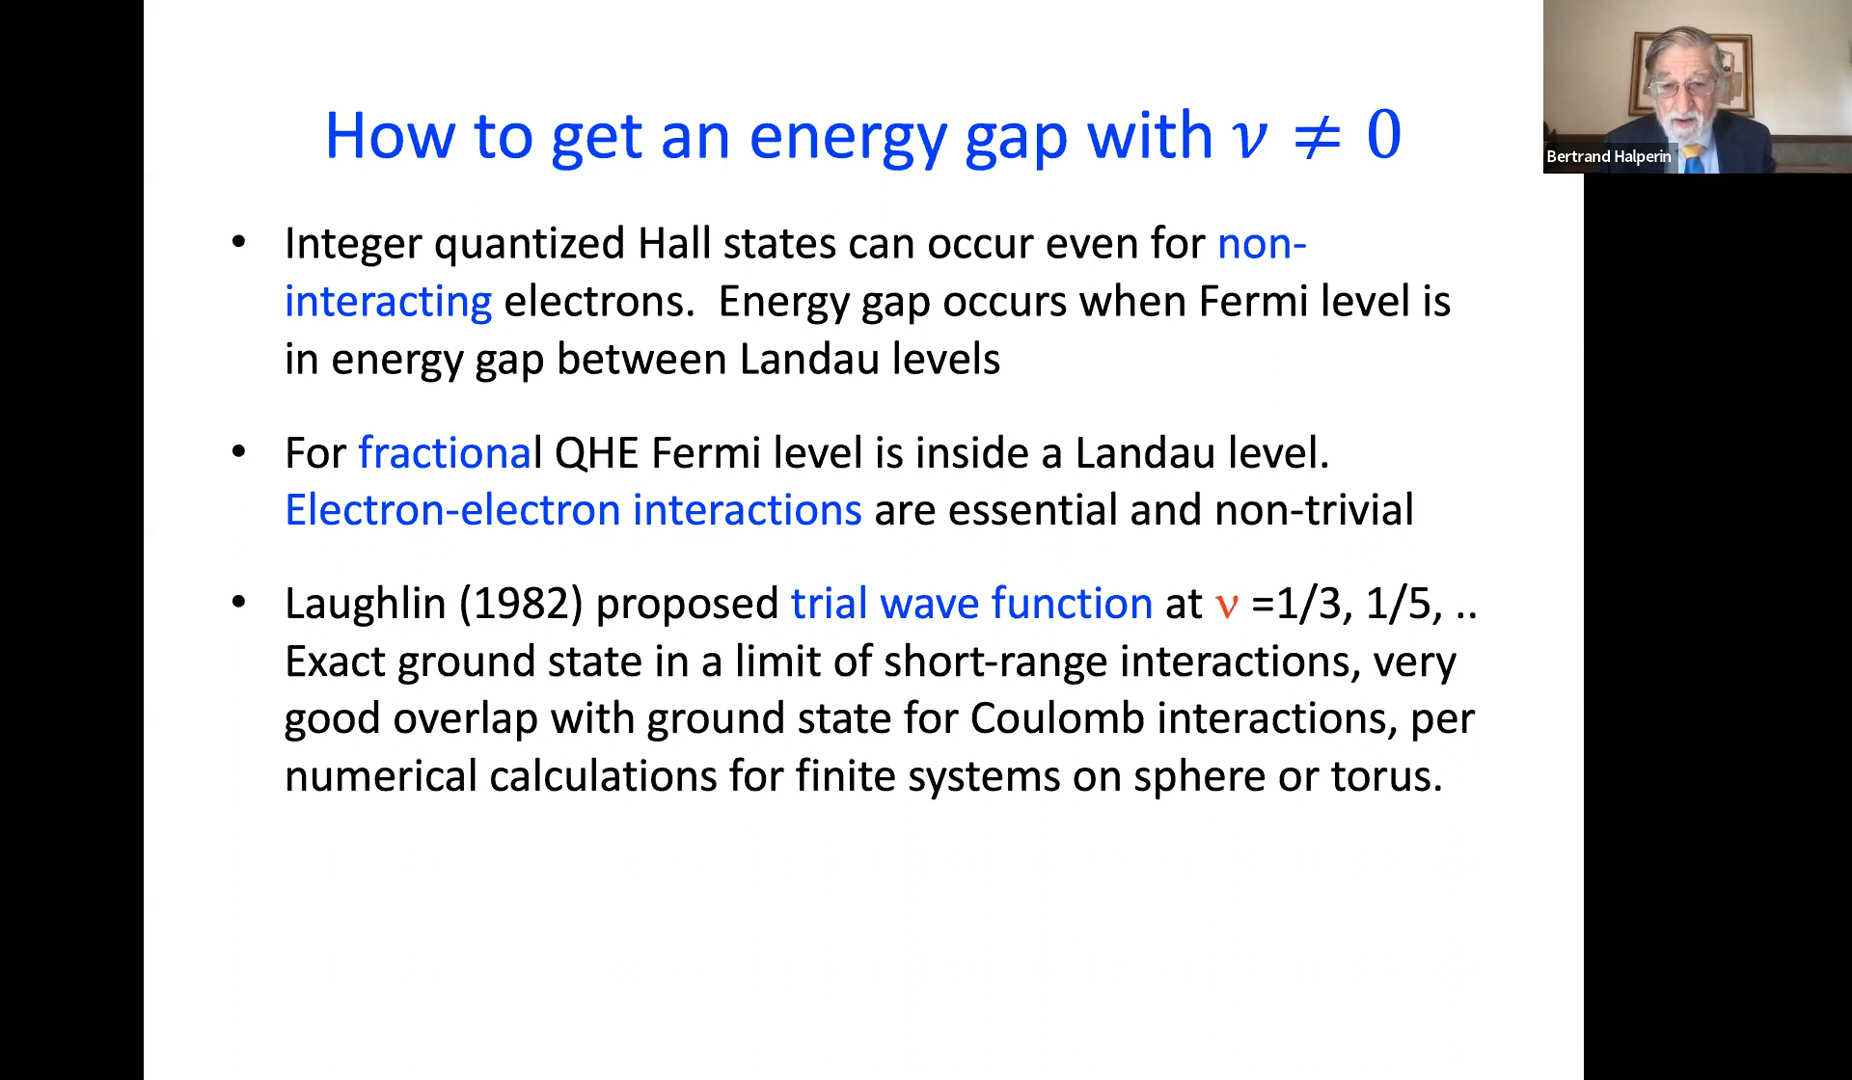 How to get an energy gap with ν ≠ 0
Bertrand Halperin
• Integer quantized Hall states can occur even for non-
interacting electrons. Energy gap occurs when Fermi level is
in energy gap between Landau levels
• For fractional QHE Fermi level is inside a Landau level.
Electron-electron interactions are essential and non-trivial
• Laughlin (1982) proposed trial wave function at ν =1/3, 1/5, ..
Exact ground state in a limit of short-range interactions, very
good overlap with ground state for Coulomb interactions, per
numerical calculations for finite systems on sphere or torus.